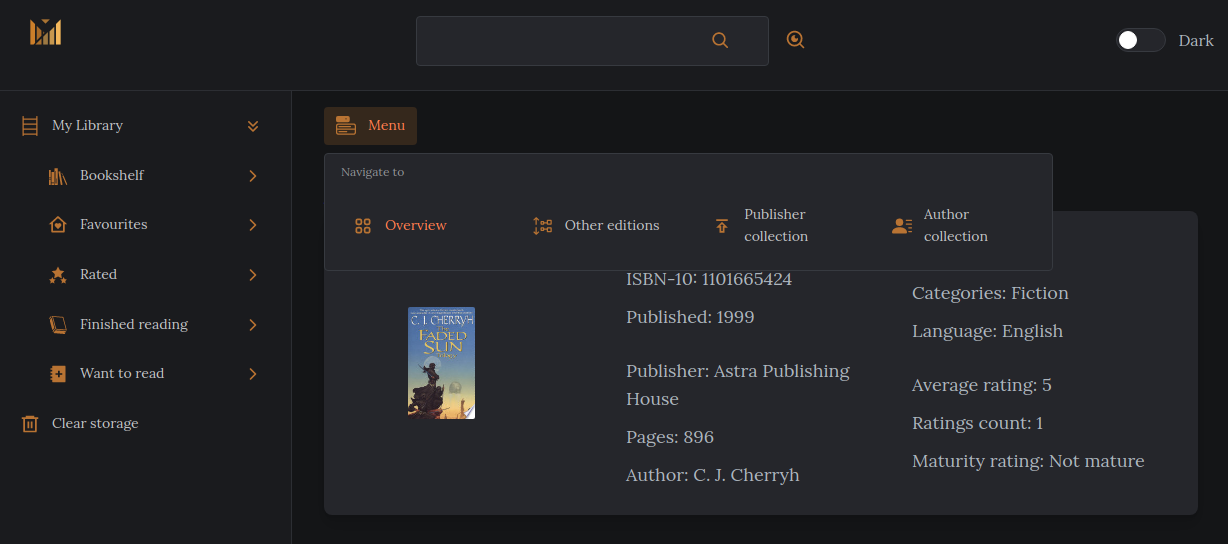 Dark
My Library
Bookshelf
Favourites
Rated
Finished reading
Want to read
Clear storage
Menu
Navigate to
Overview
Other editions
Publisher
collection
Author
collection
C. J. CHERRYH
The
FADED
SUN
ISBN-10: 1101665424
Published: 1999
Publisher: Astra Publishing
House
Pages: 896
Author: C. J. Cherryh
Categories: Fiction
Language: English
Average rating: 5
Ratings count: 1
Maturity rating: Not mature